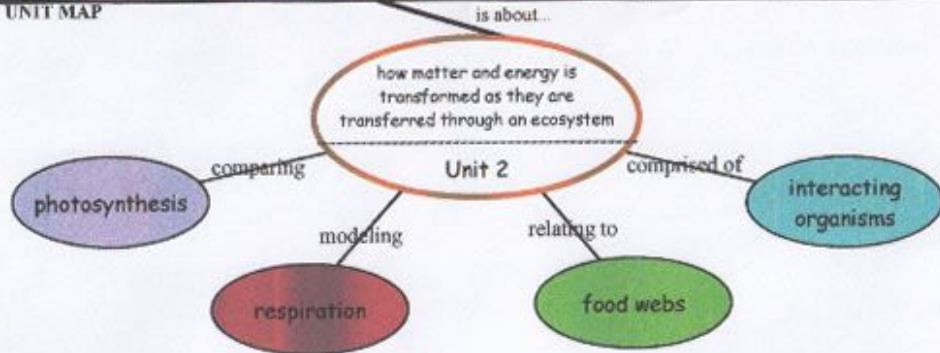 UNIT MAP
is about...
how matter and energy is
transformed as they are
transferred through an ecosystem
Unit 2
comparing
photosynthesis
modeling
respiration
relating to
food webs
comprised of
interacting
organisms